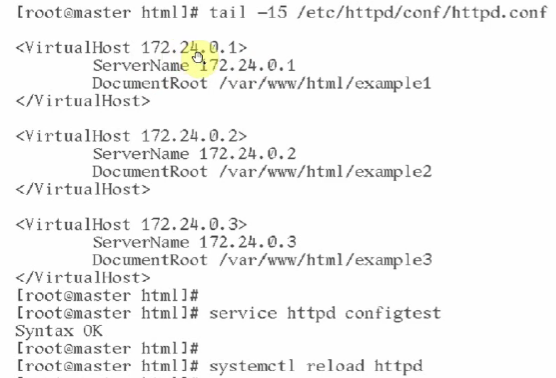 [root@master html]# tail -15 /etc/httpd/conf/httpd.conf
<VirtualHost 172.24.0.1>
ServerName 172.24.0.1
DocumentRoot /var/www/html/example1
</VirtualHost>
<VirtualHost 172.24.0.2>
ServerName 172.24.0.2
DocumentRoot /var/www/html/example2
</VirtualHost>
<VirtualHost 172.24.0.3>
ServerName 172.24.0.3
DocumentRoot /var/www/html/example3
</VirtualHost>
[root@master html]#
[root@master html]# service httpd configtest
Syntax OK
[root@master html]#
[root@master html]# systemctl reload httpd